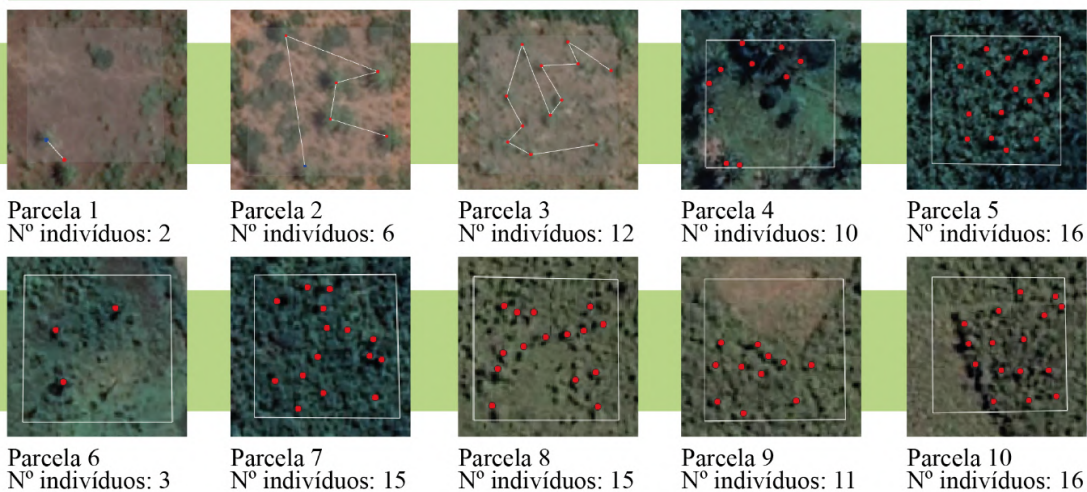 Parcela 1
Nº indivíduos: 2
Parcela 2
Nº indivíduos: 6
Parcela 3
Nº indivíduos: 12
Parcela 4
Nº indivíduos: 10
Parcela 5
Nº indivíduos: 16
Parcela 6
Nº indivíduos: 3
Parcela 7
Nº indivíduos: 15
Parcela 8
Nº indivíduos: 15
Parcela 9
Nº indivíduos: 11
Parcela 10
Nº indivíduos: 16